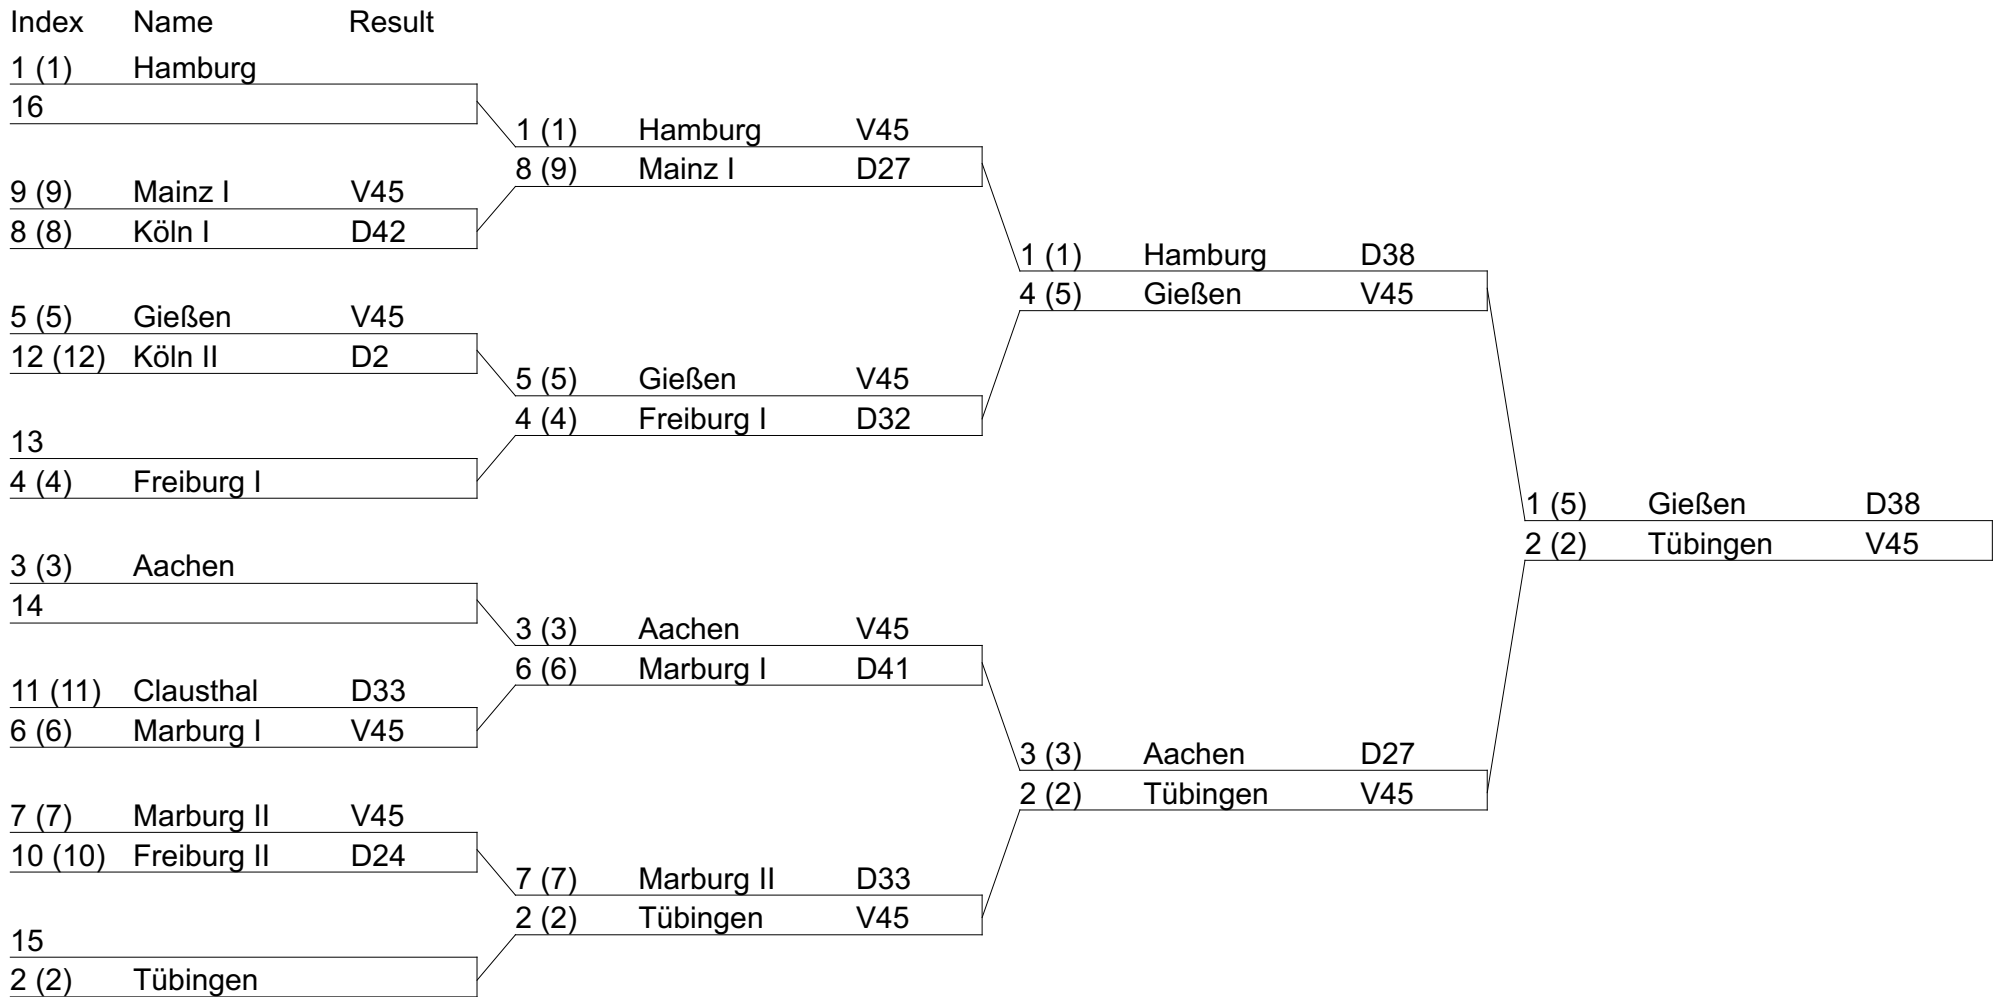 Index Name Result
1 (1) Hamburg
16
9 (9) Mainz I V45
8 (8) Köln I D42
5 (5) Gießen V45
12 (12) Köln II D2
13
4 (4) Freiburg I
3 (3) Aachen
14
11 (11) Clausthal D33
6 (6) Marburg I V45
7 (7) Marburg II V45
10 (10) Freiburg II D24
15
2 (2) Tübingen
1 (1) Hamburg V45
8 (9) Mainz I D27
5 (5) Gießen V45
4 (4) Freiburg I D32
3 (3) Aachen V45
6 (6) Marburg I D41
7 (7) Marburg II D33
2 (2) Tübingen V45
1 (1) Hamburg D38
4 (5) Gießen V45
3 (3) Aachen D27
2 (2) Tübingen V45
1 (5) Gießen D38
2 (2) Tübingen V45